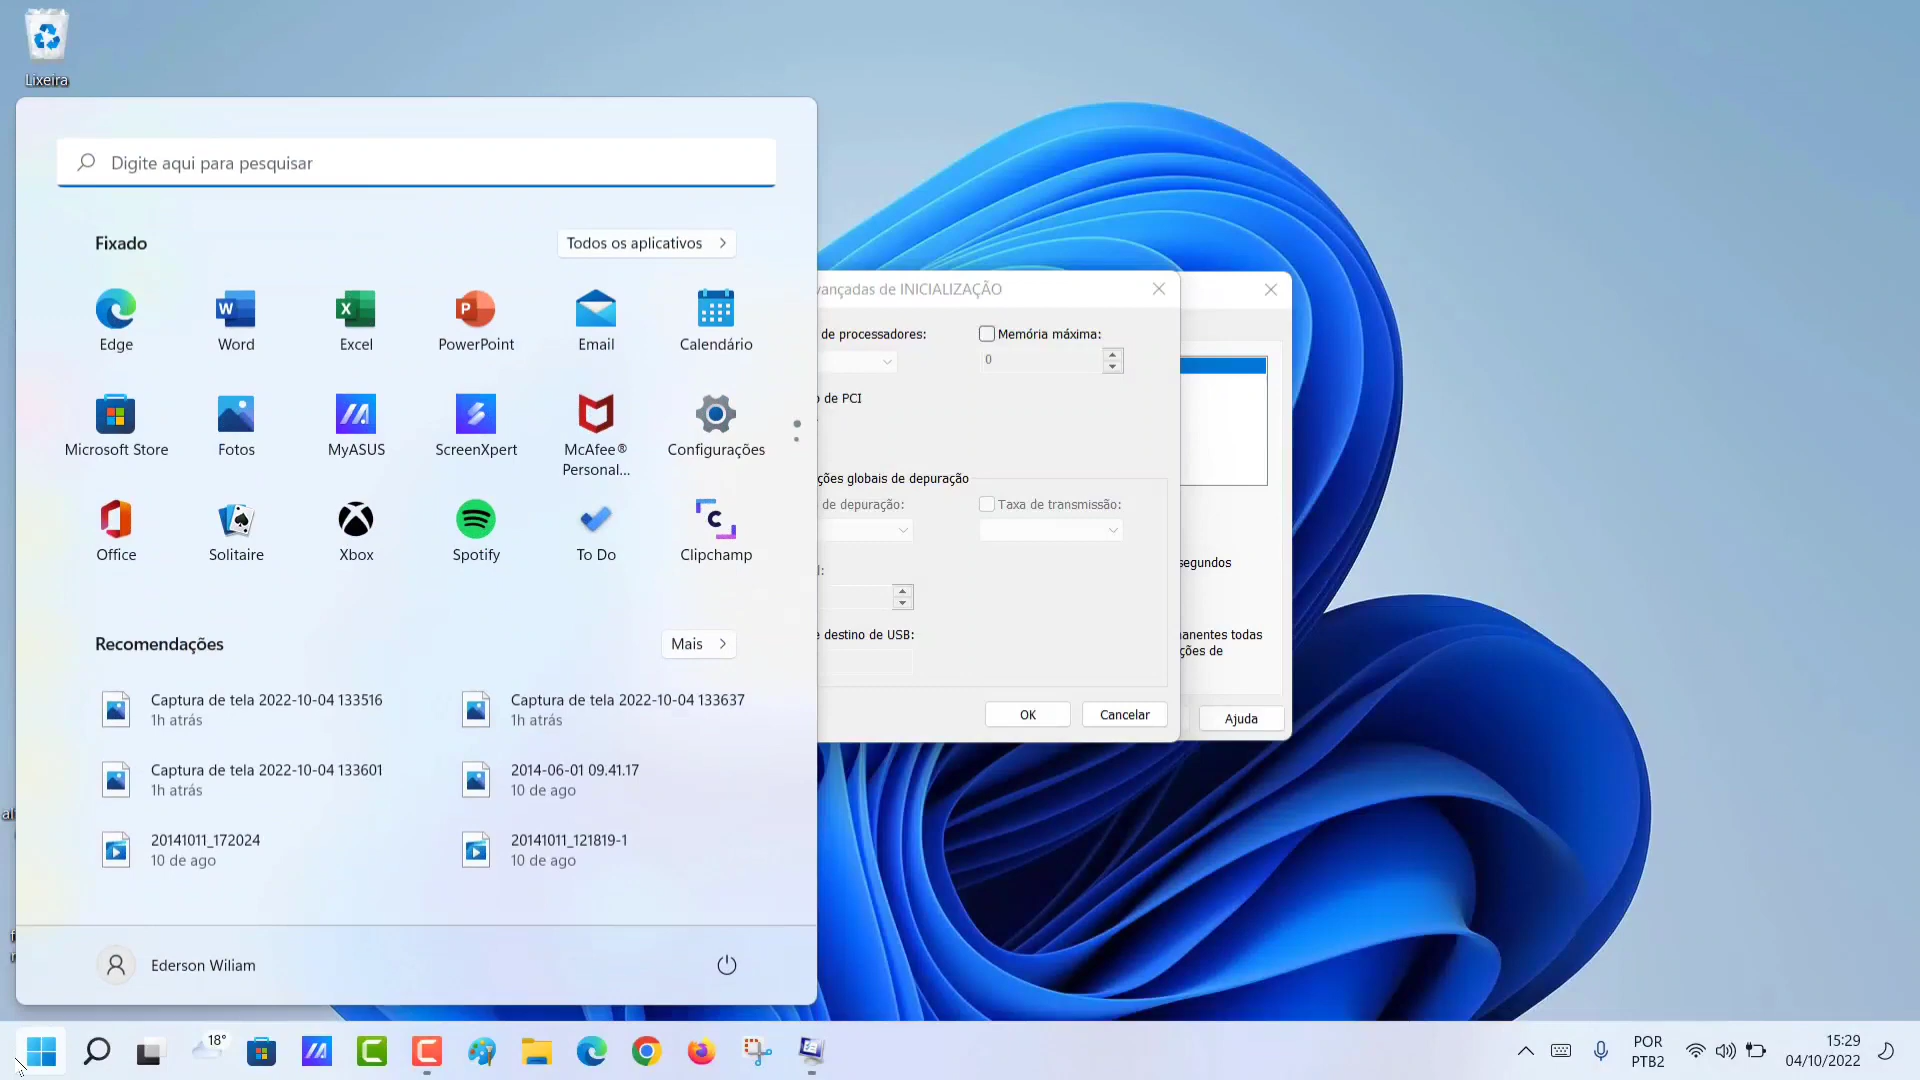 Lixeira
Digite aqui para pesquisar
Fixado
Todos os aplicativos
Edge
Word
Excel
PowerPoint
Email
Calendário
Microsoft Store
Fotos
MyASUS
ScreenXpert
McAfee®
Personal...
Configurações
Office
Solitaire
Xbox
Spotify
To Do
Clipchamp
Recomendações
Mais
Captura de tela 2022-10-04 133516
1h atrás
Captura de tela 2022-10-04 133637
1h atrás
Captura de tela 2022-10-04 133601
1h atrás
2014-06-01 09.41.17
10 de ago
20141011_172024
10 de ago
20141011_121819-1
10 de ago
Ederson Wiliam
vançadas de INICIALIZAÇÃO
de processadores:
Memória máxima:
0
o de PCI
ções globais de depuração
de depuração:
Taxa de transmissão:
l:
e destino de USB:
OK
Cancelar
segundos
nanentes todas
ções de
Ajuda
18°
POR
PTB2
15:29
04/10/2022